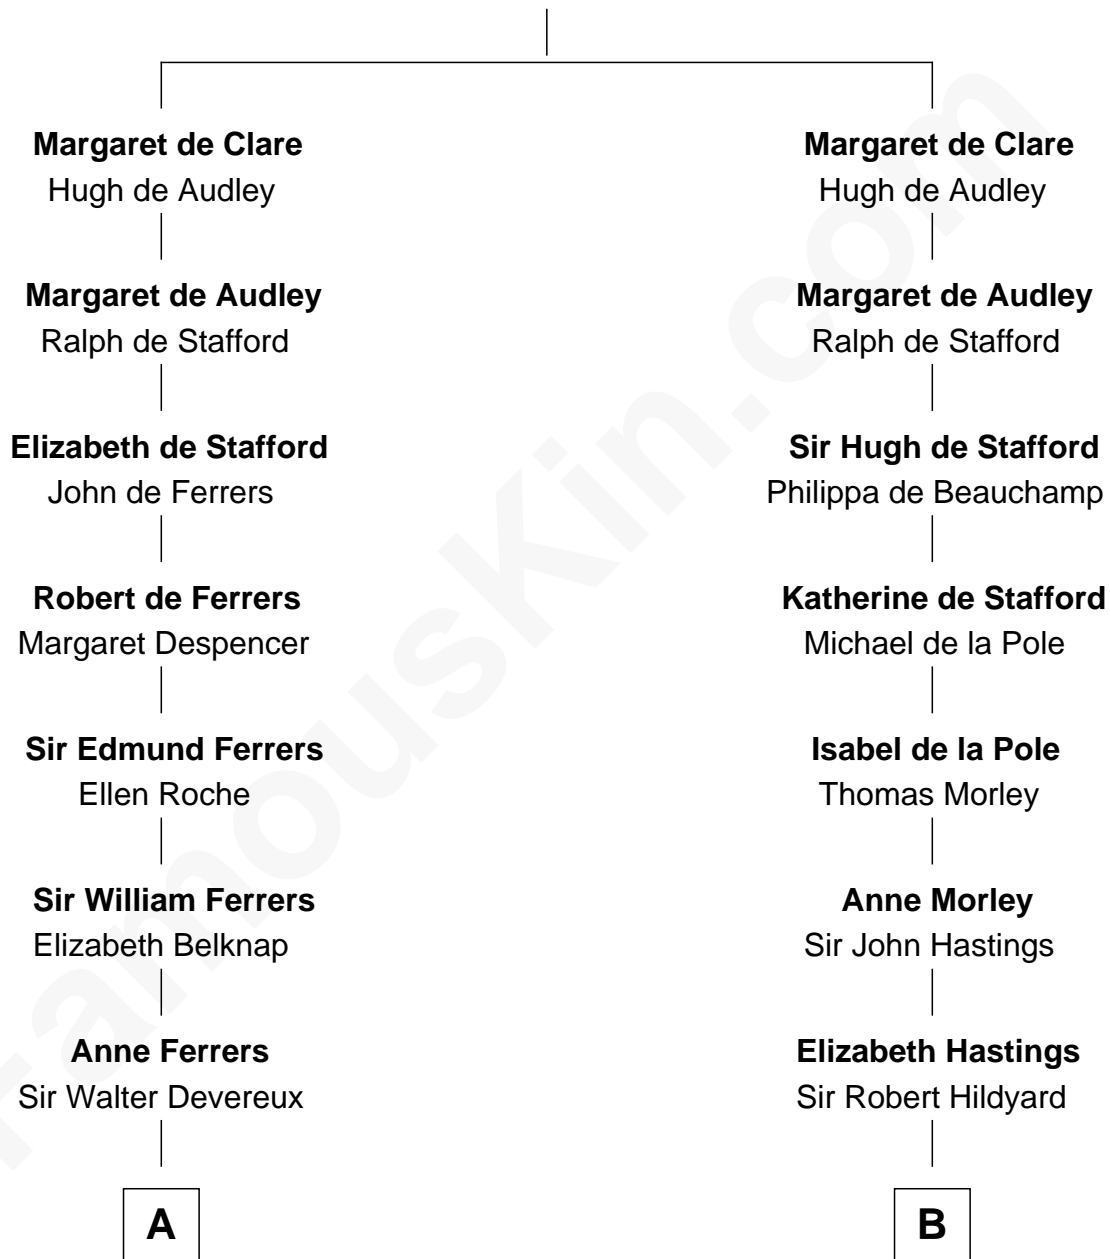 Margaret de Clare
Hugh de Audley
Margaret de Audley
Ralph de Stafford
Elizabeth de Stafford
John de Ferrers
Robert de Ferrers
Margaret Despencer
Sir Edmund Ferrers
Ellen Roche
Sir William Ferrers
Elizabeth Belknap
Anne Ferrers
Sir Walter Devereux
A
Margaret de Clare
Hugh de Audley
Margaret de Audley
Ralph de Stafford
Sir Hugh de Stafford
Philippa de Beauchamp
Katherine de Stafford
Michael de la Pole
Isabel de la Pole
Thomas Morley
Anne Morley
Sir John Hastings
Elizabeth Hastings
Sir Robert Hildyard
B
FamousKin.com